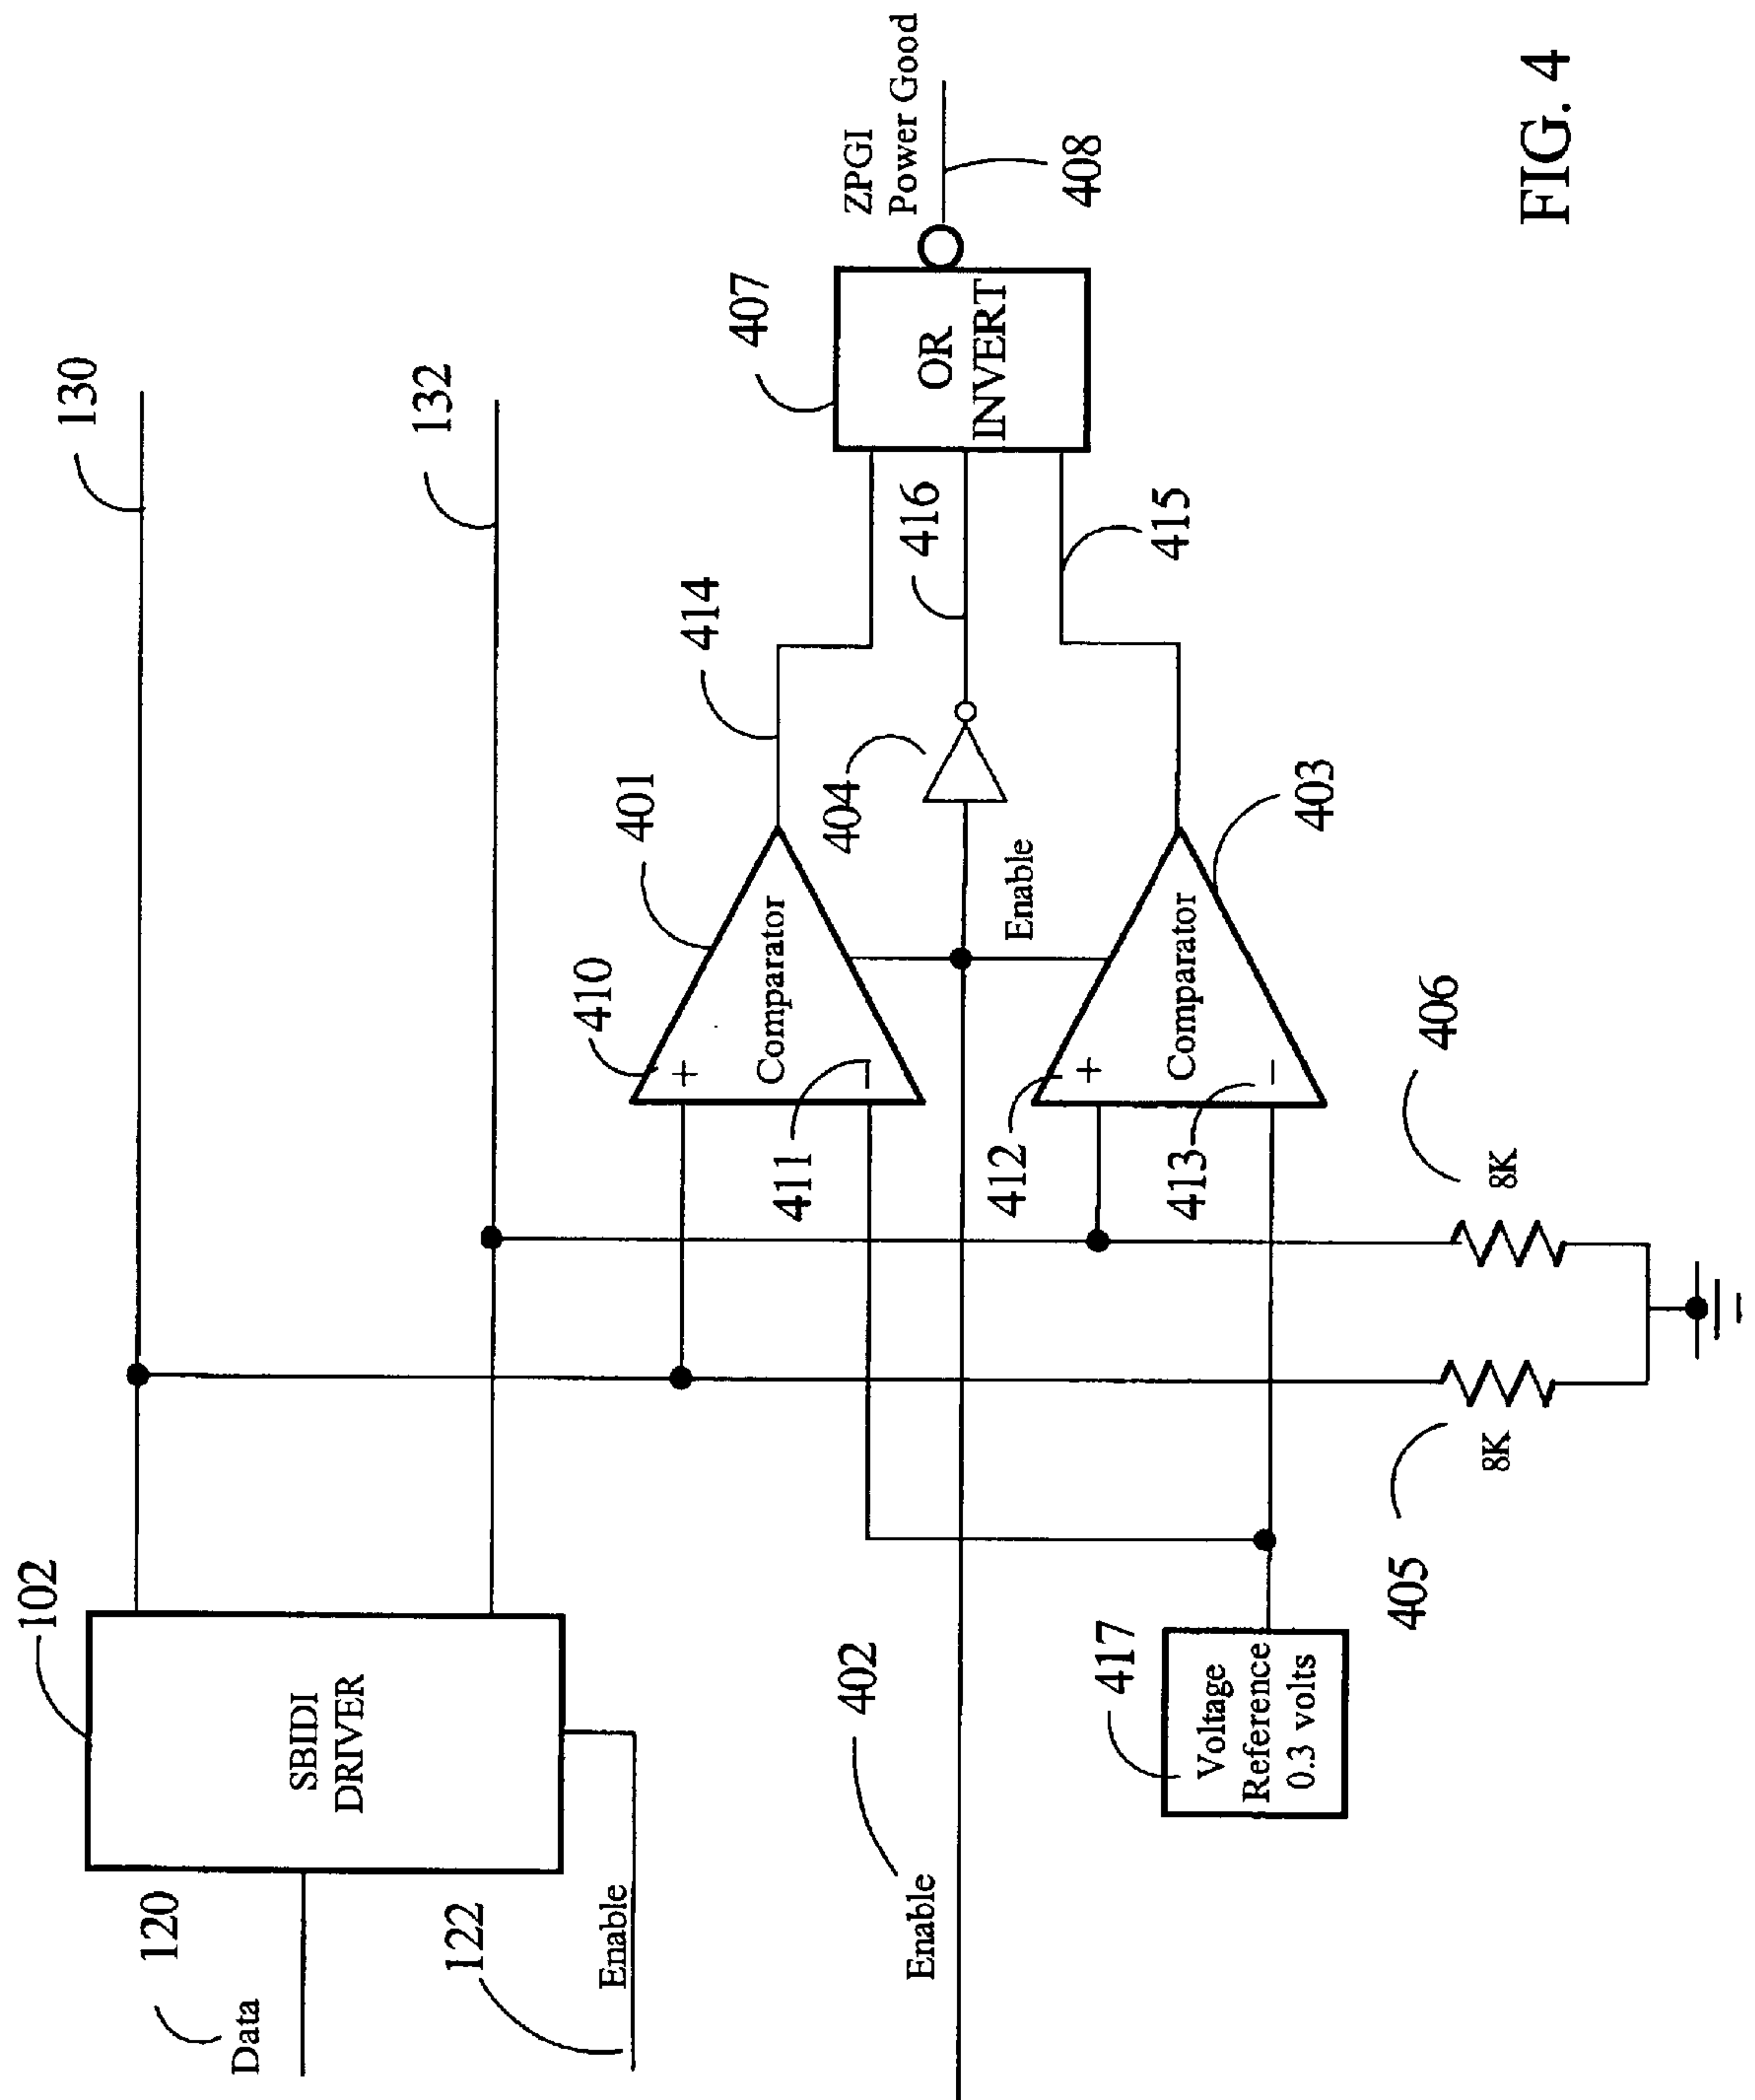 130
132
102
SBIDI
DRIVER
120
Data
122
Enable
ZPGI
Power Good
408
407
OR
INVERT
414
416
415
401
404
410
+
Comparator
−
411
Enable
403
412
+
Comparator
−
413
402
Enable
417
Voltage
Reference
0.3 volts
406
8K
405
8K
FIG. 4